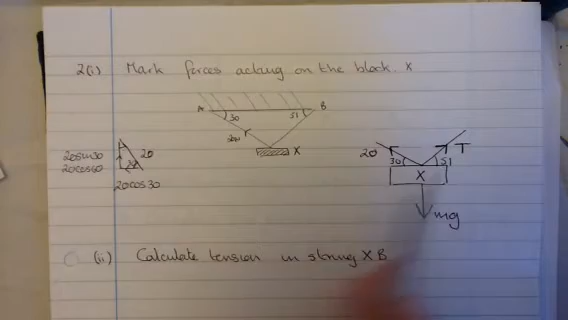 2(i) Mark forces acting on the block. X
A 30 51 B
20N
X
20sin30
20cos60
20
20cos30
20 30 51 T
X
mg
(ii) Calculate tension in string XB